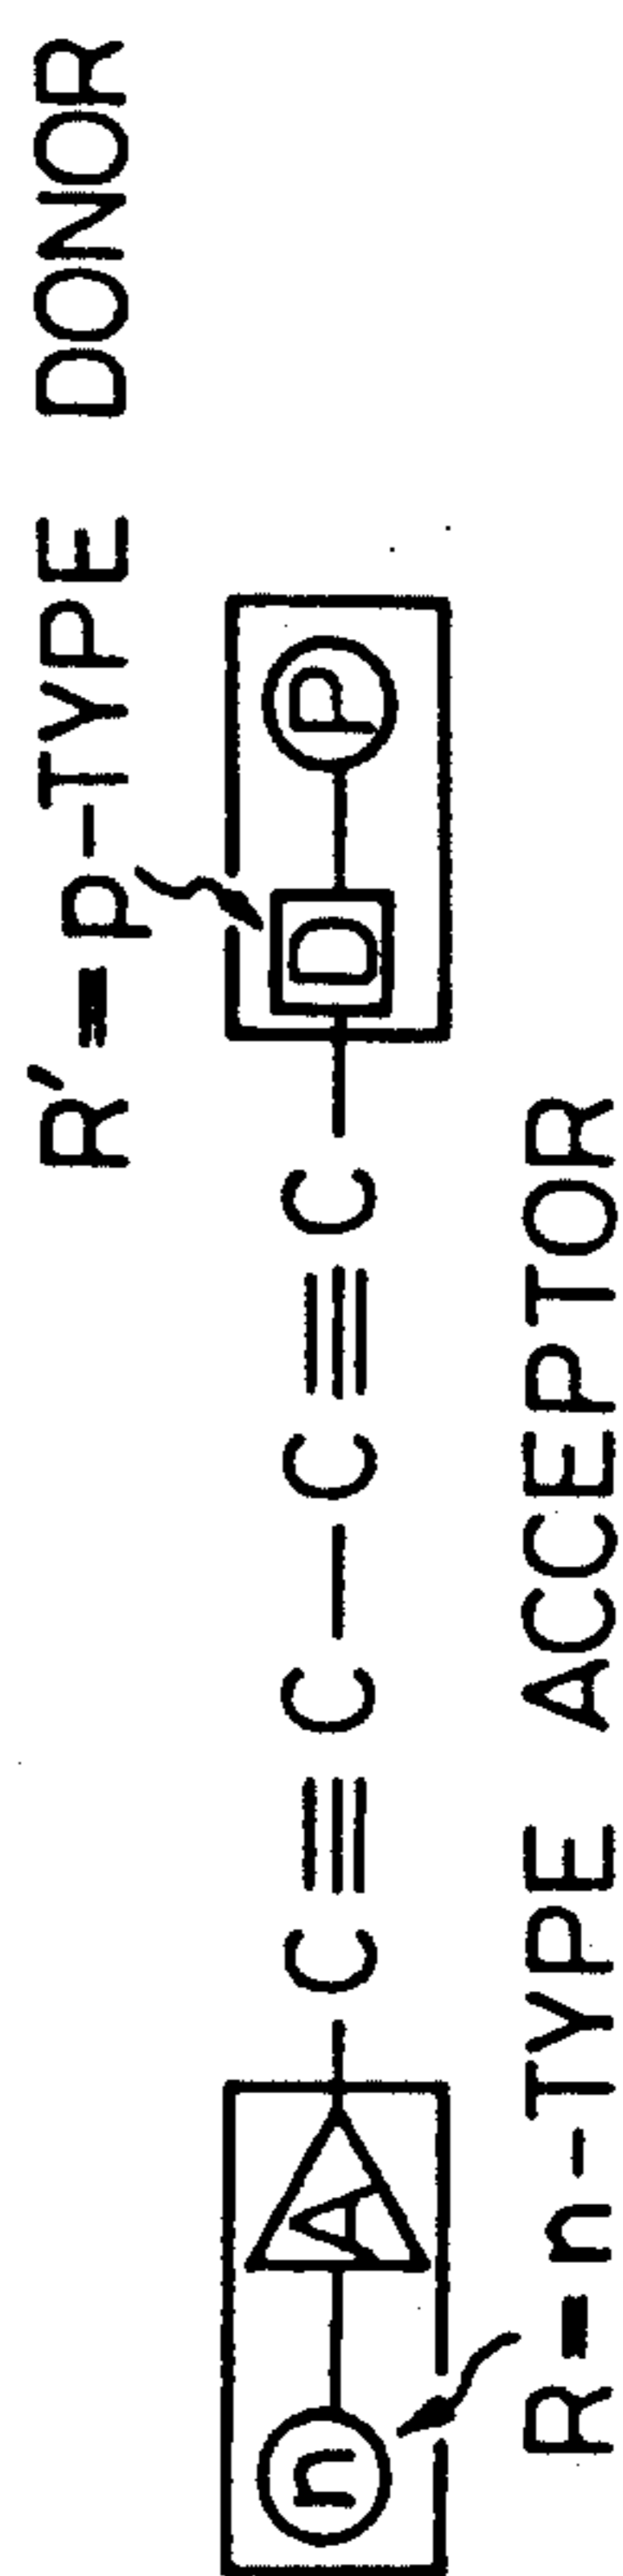 R'=p-TYPE DONOR
n A — C ≡ C — C ≡ C — D P
R=n-TYPE ACCEPTOR